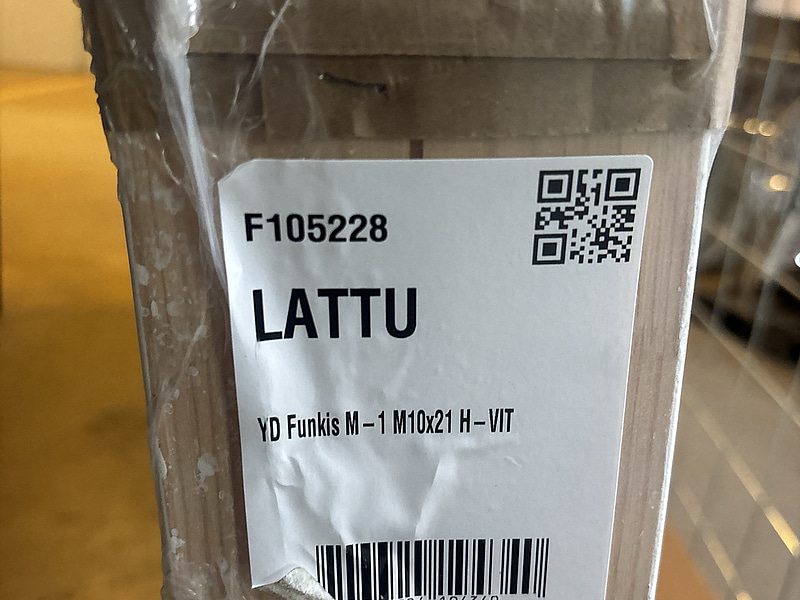 F105228
LATTU
YD Funkis M-1 M10x21 H-VIT